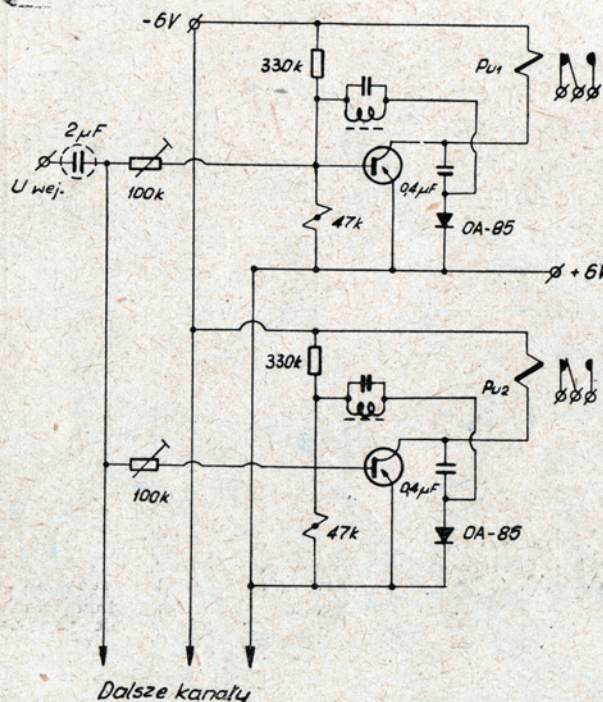 -6V
330k
Pu1
2µF
U wej.
100k
0,4µF
47k
OA-85
+6V
330k
Pu2
100k
0,4µF
47k
OA-85
Dalsze kanały